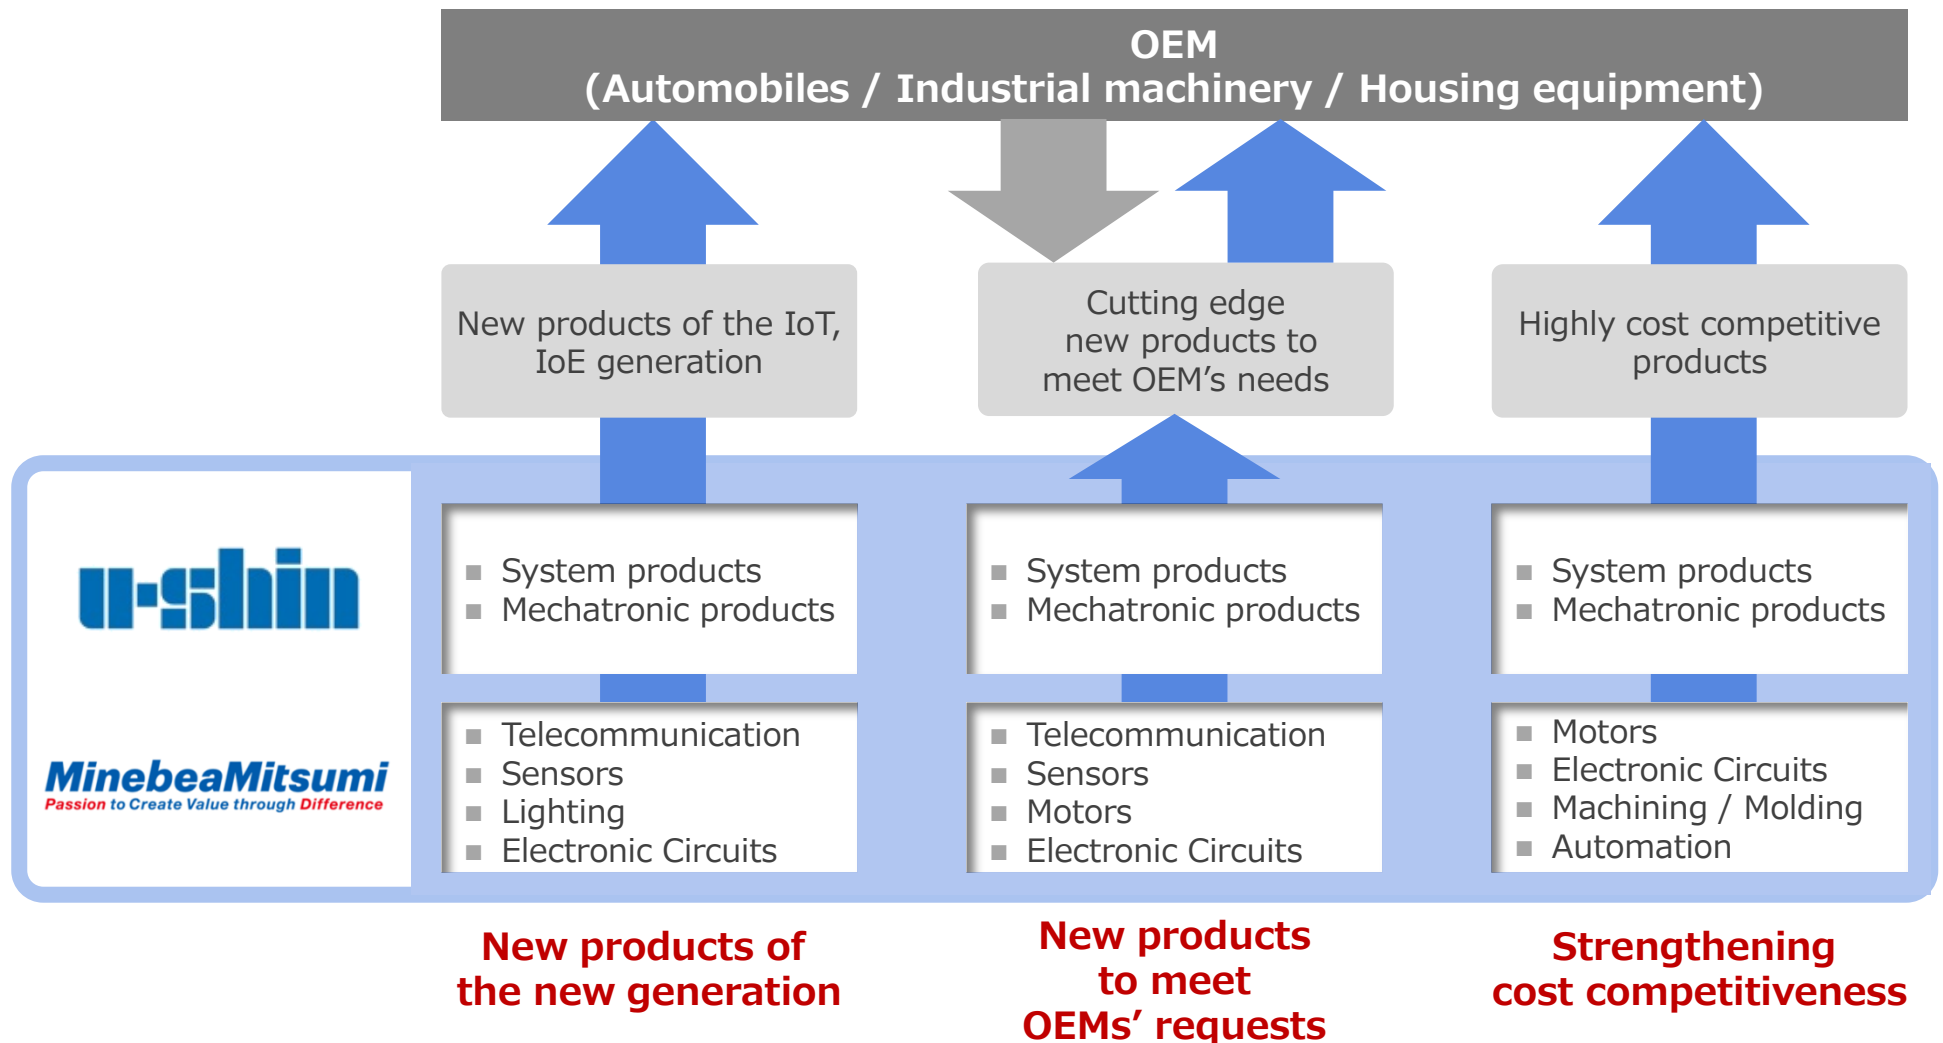 OEM
(Automobiles / Industrial machinery / Housing equipment)
New products of the IoT,
IoE generation
Cutting edge
new products to
meet OEM’s needs
Highly cost competitive
products
u-shin
■ System products
■ Mechatronic products
■ System products
■ Mechatronic products
■ System products
■ Mechatronic products
MinebeaMitsumi
Passion to Create Value through Difference
■ Telecommunication
■ Sensors
■ Lighting
■ Electronic Circuits
■ Telecommunication
■ Sensors
■ Motors
■ Electronic Circuits
■ Motors
■ Electronic Circuits
■ Machining / Molding
■ Automation
New products of
the new generation
New products
to meet
OEMs’ requests
Strengthening
cost competitiveness